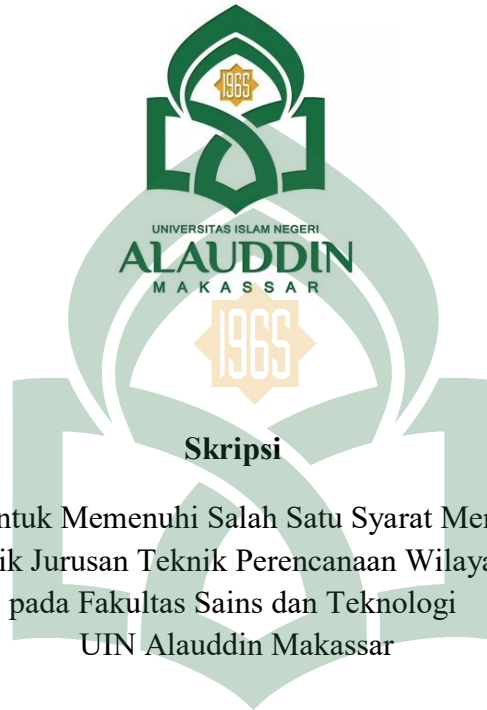 1965
UNIVERSITAS ISLAM NEGERI
ALAUDDIN
MAKASSAR
1965
Skripsi
ntuk Memenuhi Salah Satu Syarat Mer
ik Jurusan Teknik Perencanaan Wilaya
pada Fakultas Sains dan Teknologi
UIN Alauddin Makassar